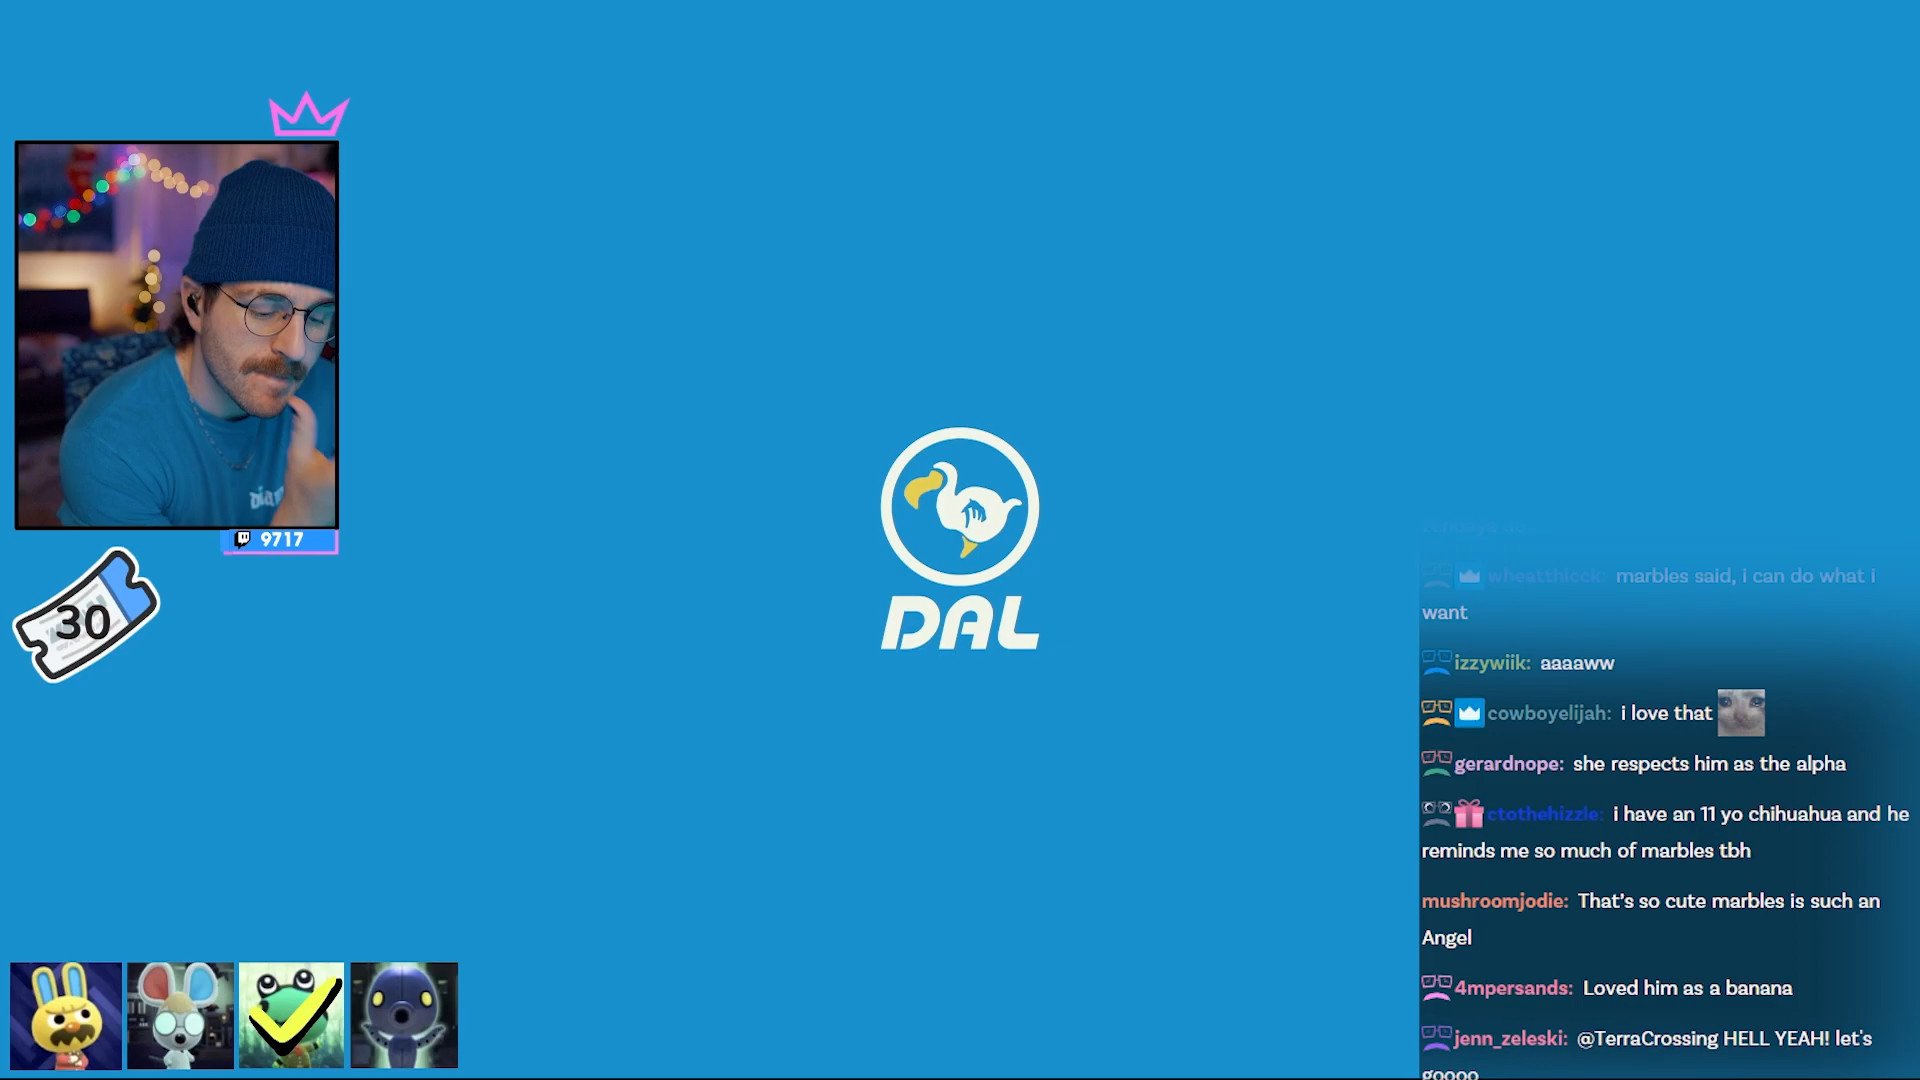 9717
30
DAL
wheatthicck: marbles said, i can do what i
want
izzywiik: aaaaww
cowboyelijah: i love that
gerardnope: she respects him as the alpha
ctothehizzle: i have an 11 yo chihuahua and he
reminds me so much of marbles tbh
mushroomjodie: That's so cute marbles is such an
Angel
4mpersands: Loved him as a banana
jenn_zeleski: @TerraCrossing HELL YEAH! let's
goooo